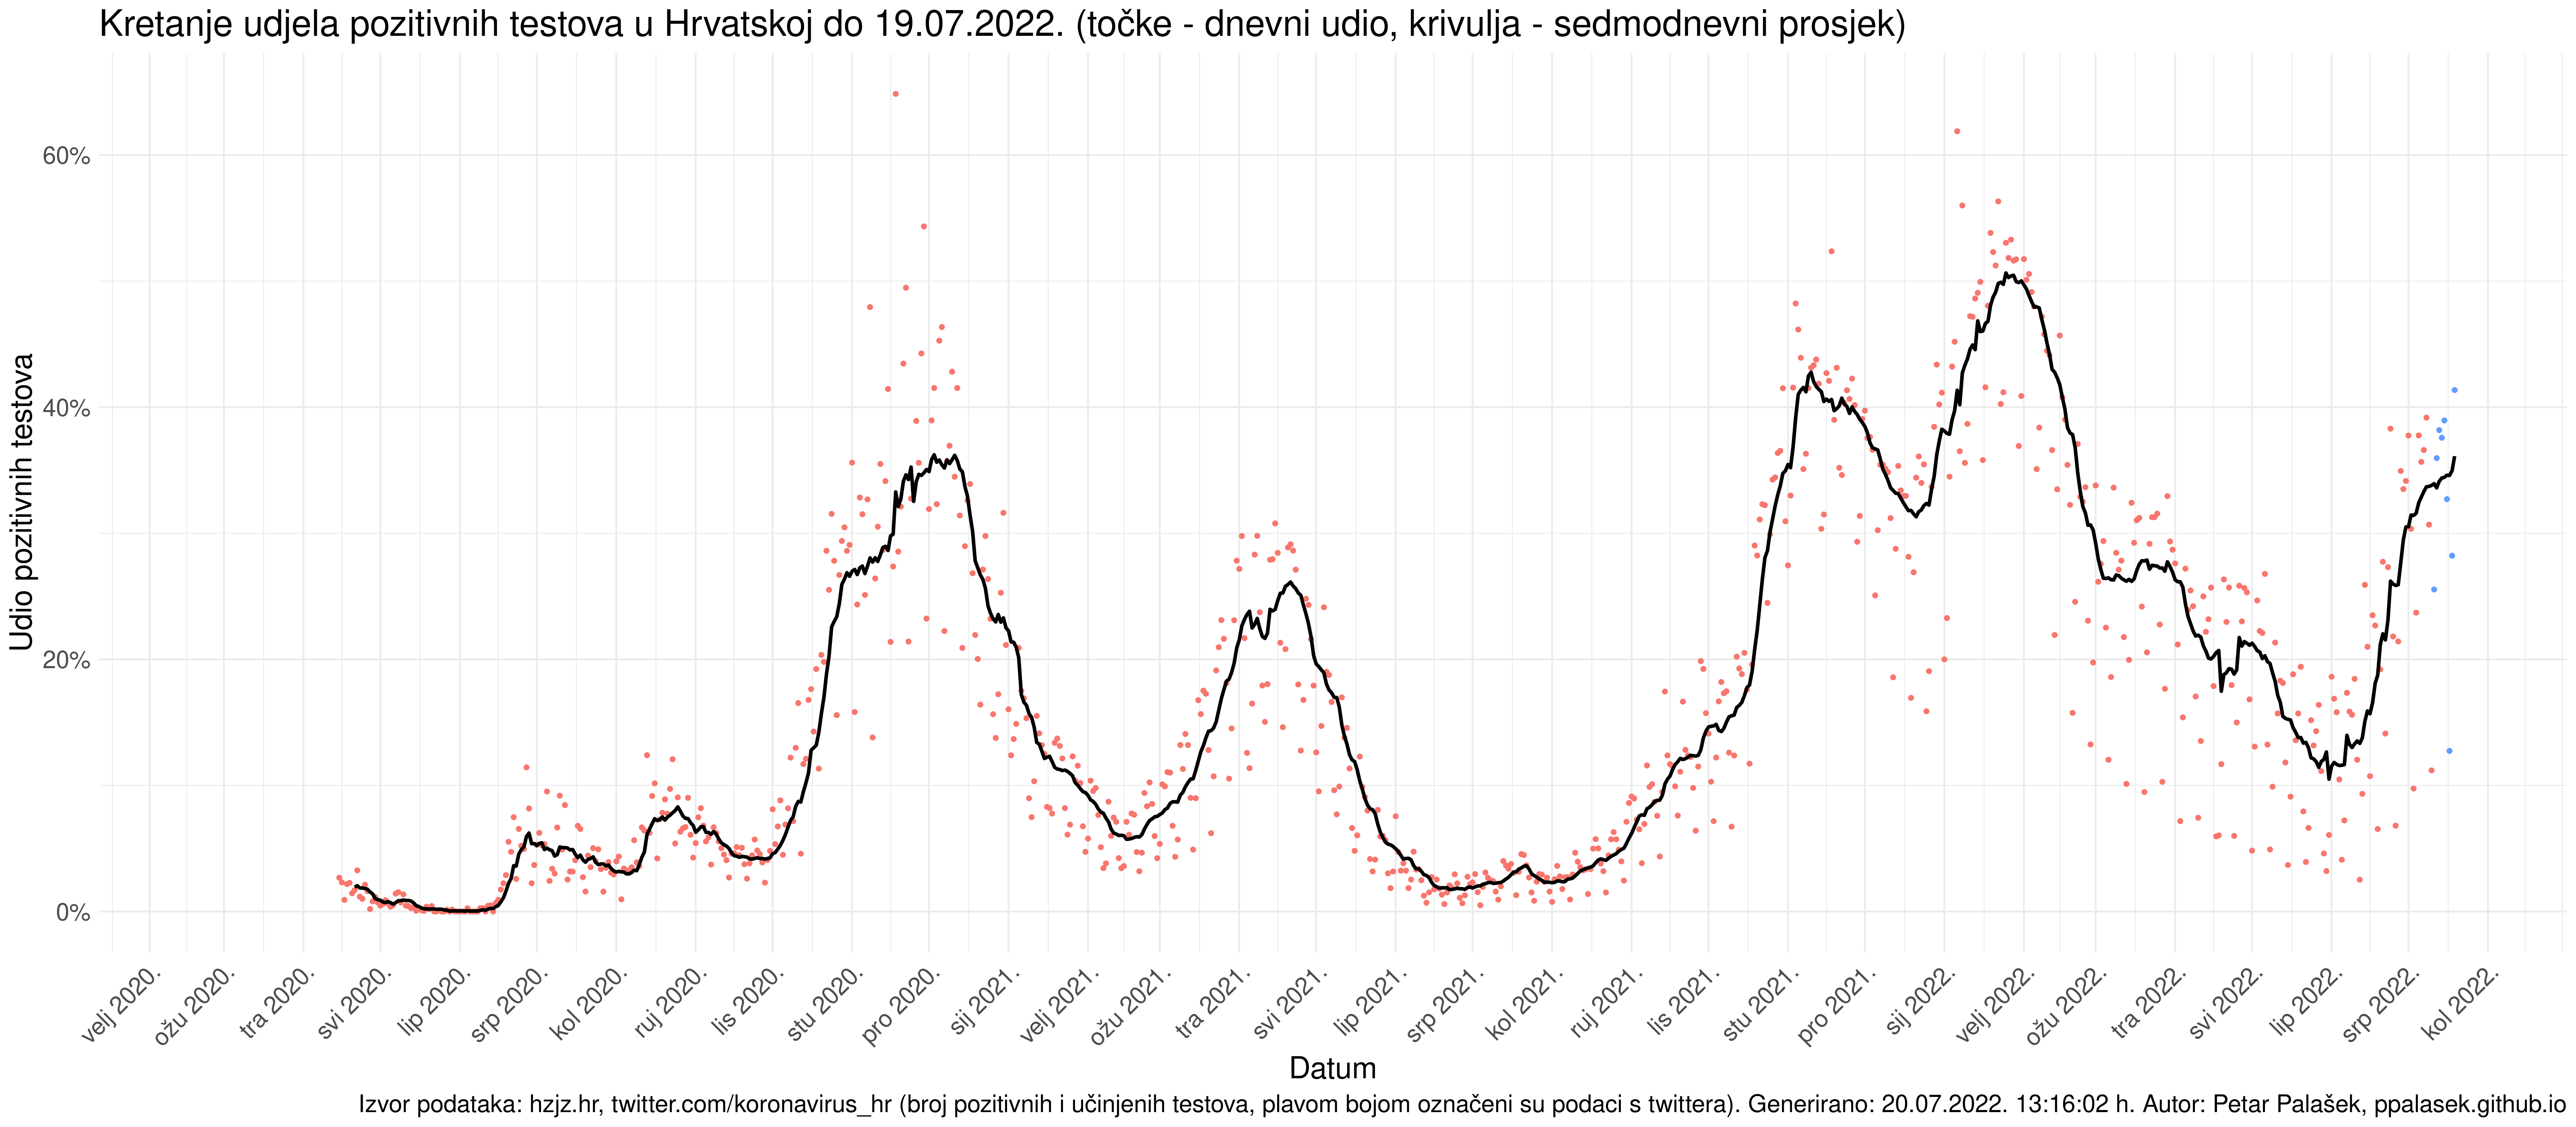 Kretanje udjela pozitivnih testova u Hrvatskoj do 19.07.2022. (točke - dnevni udio, krivulja - sedmodnevni prosjek)
Udio pozitivnih testova
60%
40%
20%
0%
velj 2020.
ožu 2020.
tra 2020.
svi 2020.
lip 2020.
srp 2020.
kol 2020.
ruj 2020.
lis 2020.
stu 2020.
pro 2020.
sij 2021.
velj 2021.
ožu 2021.
tra 2021.
svi 2021.
lip 2021.
srp 2021.
kol 2021.
ruj 2021.
lis 2021.
stu 2021.
pro 2021.
sij 2022.
velj 2022.
ožu 2022.
tra 2022.
svi 2022.
lip 2022.
srp 2022.
kol 2022.
Datum
Izvor podataka: hzjz.hr, twitter.com/koronavirus_hr (broj pozitivnih i učinjenih testova, plavom bojom označeni su podaci s twittera). Generirano: 20.07.2022. 13:16:02 h. Autor: Petar Palašek, ppalasek.github.io